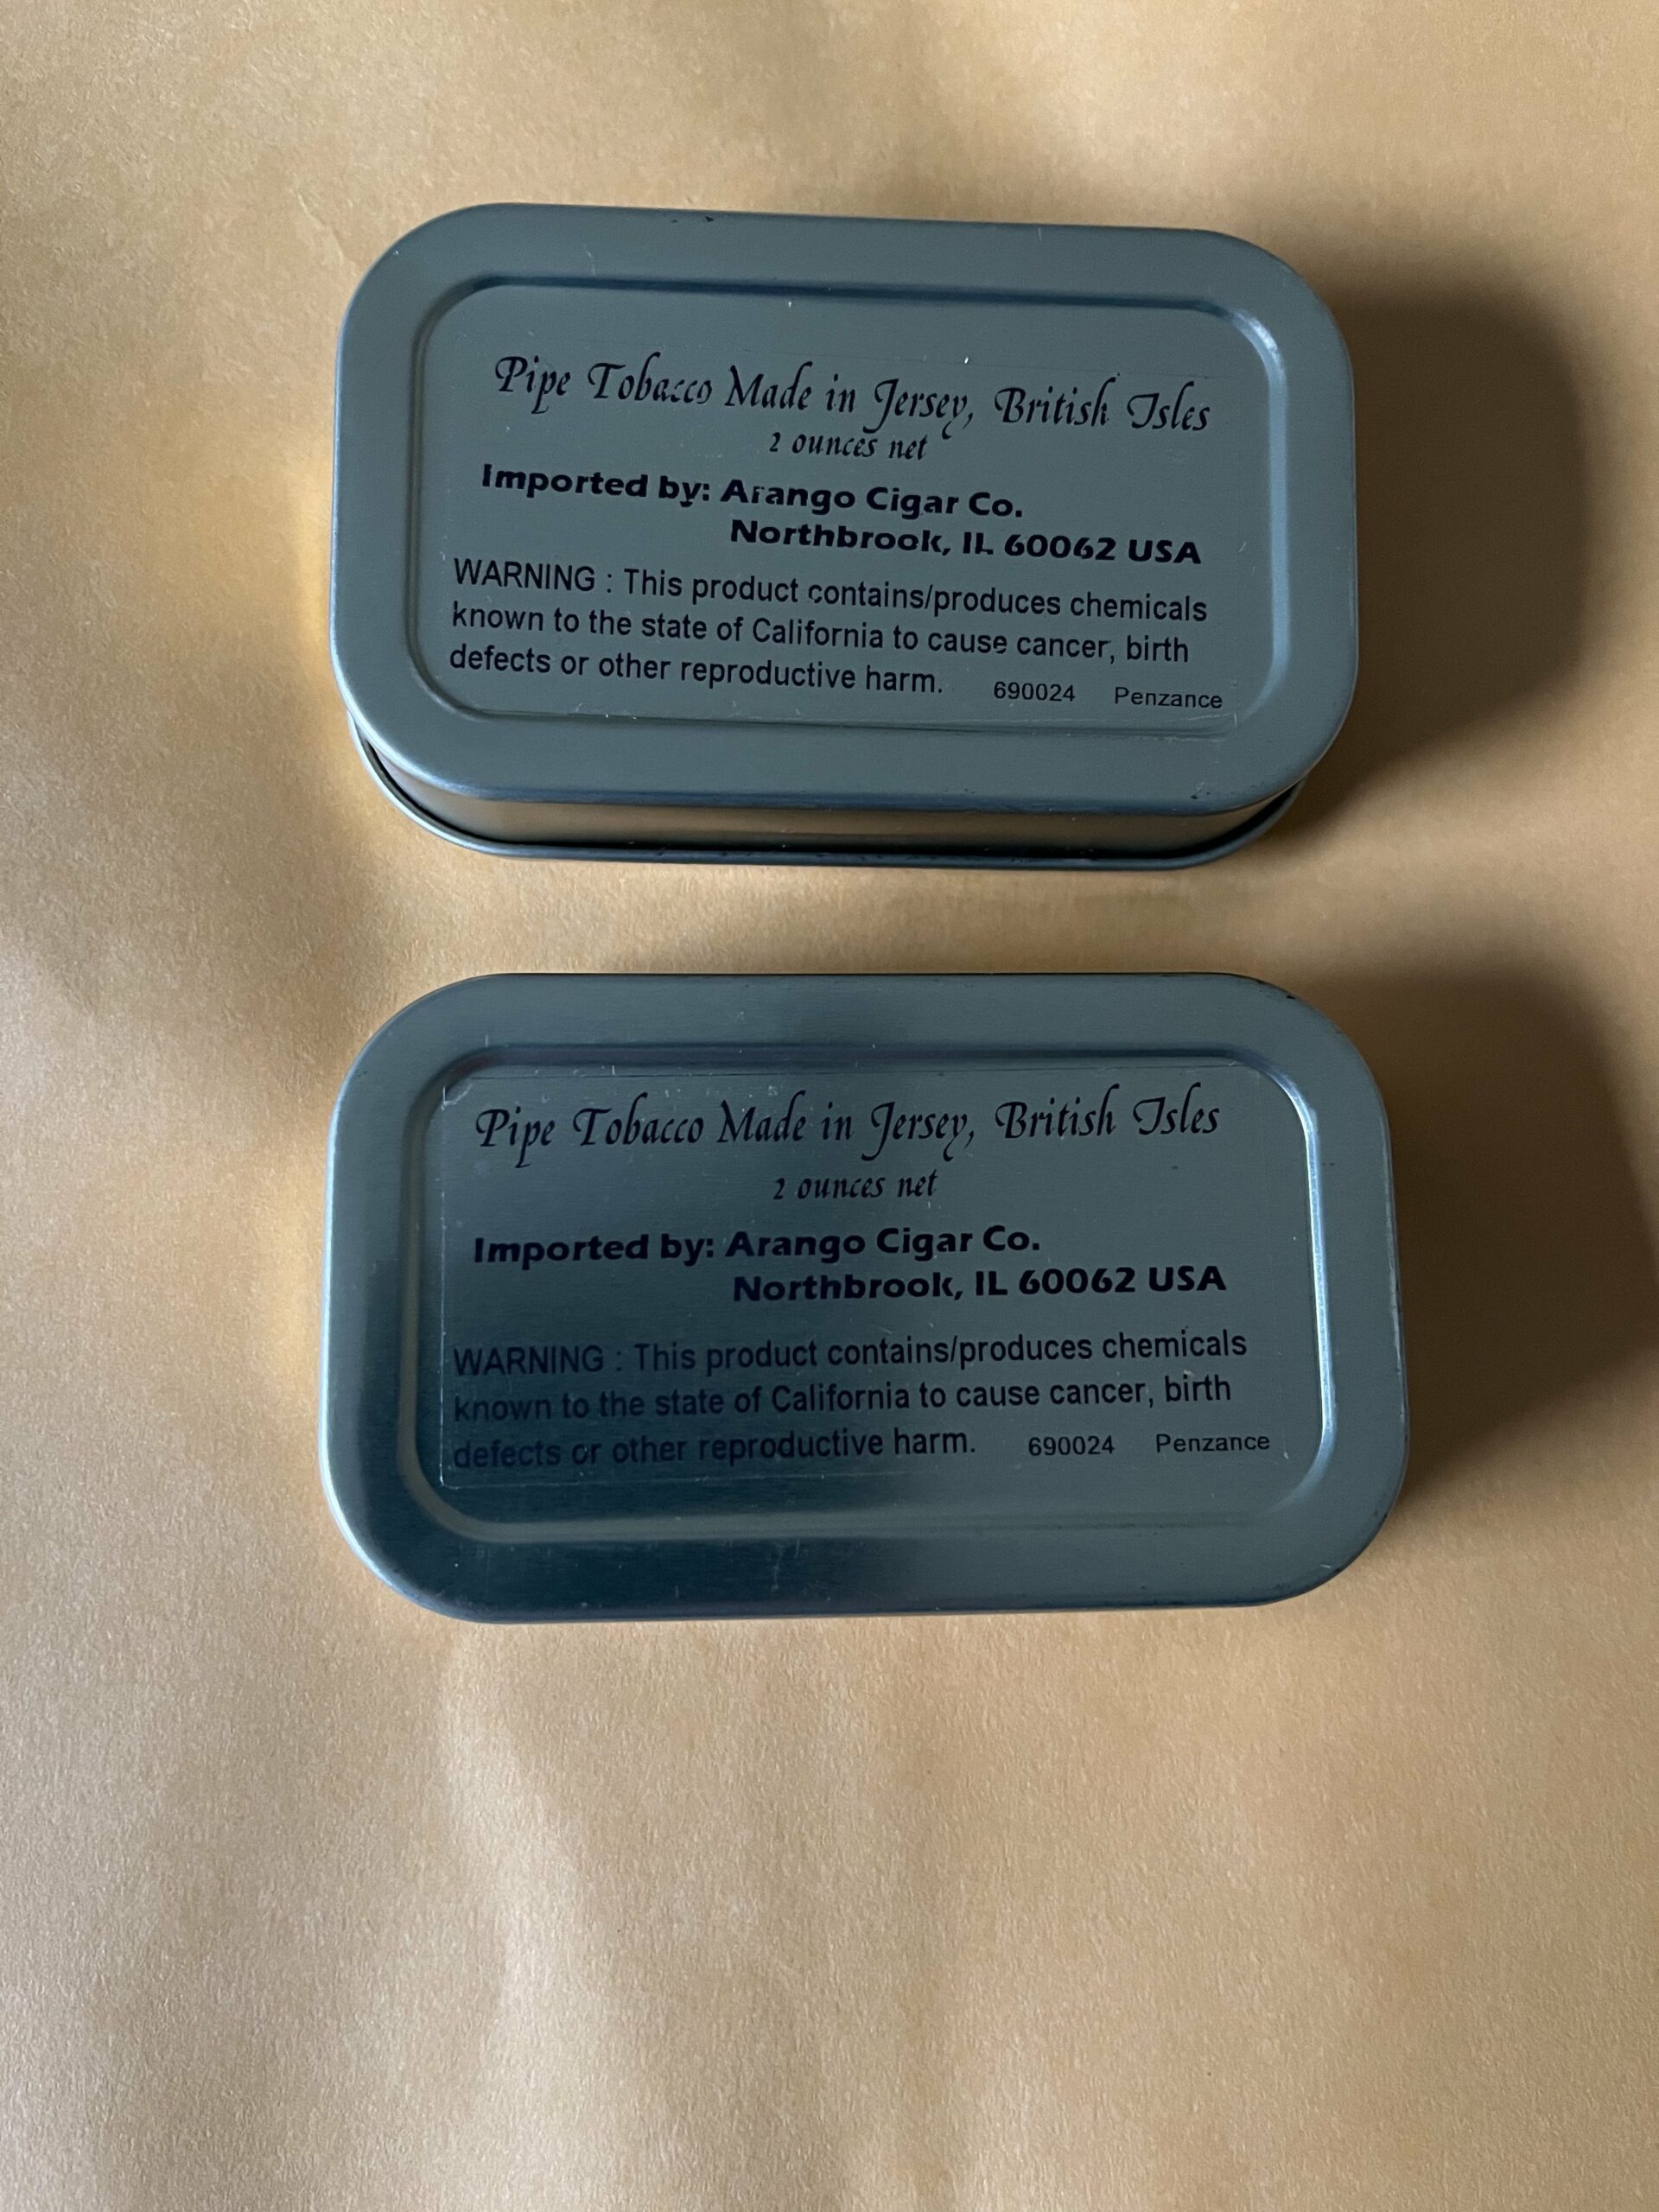 Pipe Tobacco Made in Jersey, British Isles
2 ounces net
Imported by: Arango Cigar Co.
Northbrook, IL 60062 USA
WARNING : This product contains/produces chemicals
known to the state of California to cause cancer, birth
defects or other reproductive harm. 690024 Penzance
Pipe Tobacco Made in Jersey, British Isles
2 ounces net
Imported by: Arango Cigar Co.
Northbrook, IL 60062 USA
WARNING : This product contains/produces chemicals
known to the state of California to cause cancer, birth
defects or other reproductive harm. 690024 Penzance